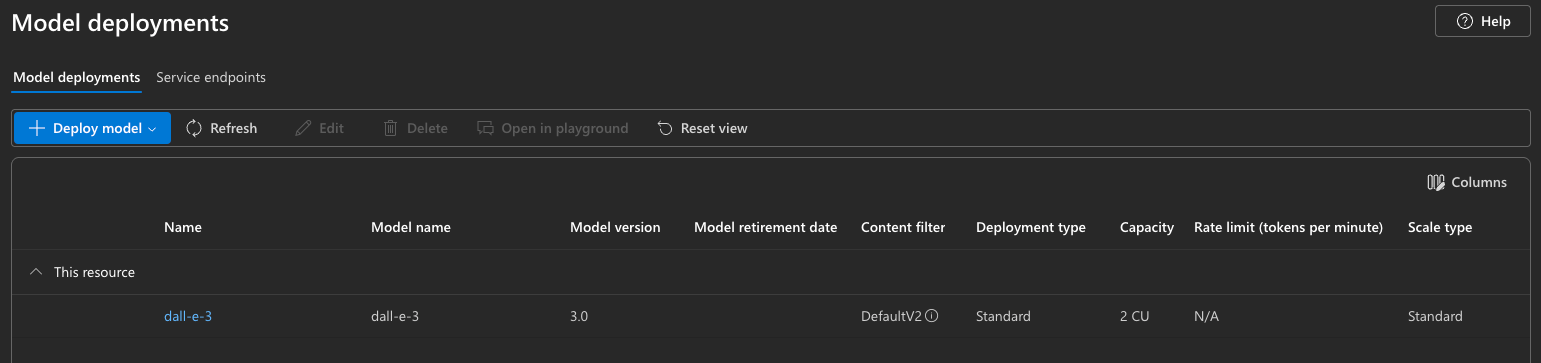 Model deployments
Help
Model deployments Service endpoints
Deploy model Refresh Edit Delete Open in playground Reset view
Columns
Name Model name Model version Model retirement date Content filter Deployment type Capacity Rate limit (tokens per minute) Scale type
This resource
dall-e-3 dall-e-3 3.0 DefaultV2 Standard 2 CU N/A Standard